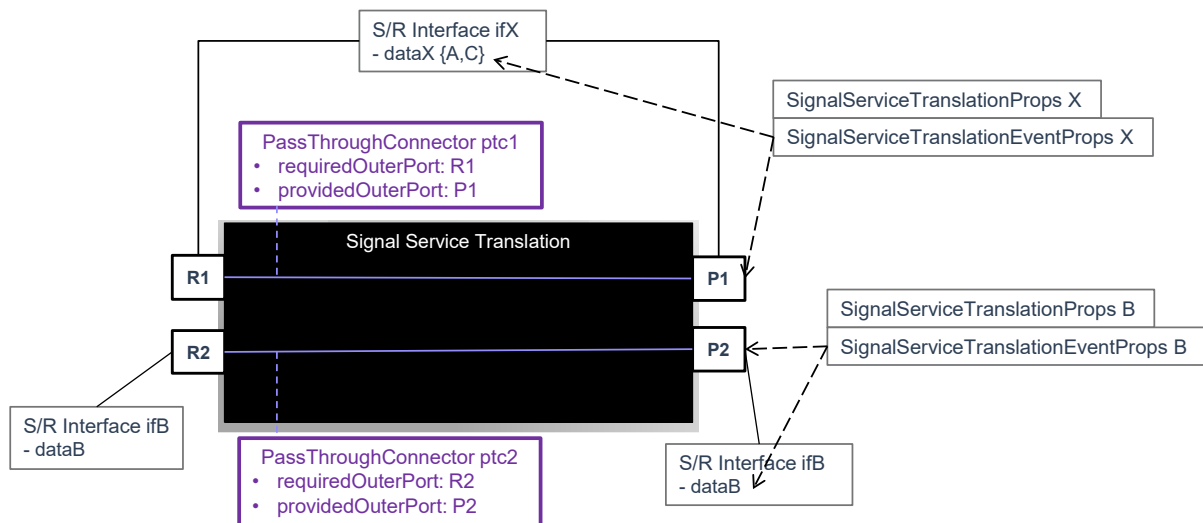 S/R Interface ifX
- dataX {A,C}
SignalServiceTranslationProps X
SignalServiceTranslationEventProps X
PassThroughConnector ptc1
• requiredOuterPort: R1
• providedOuterPort: P1
Signal Service Translation
R1
P1
SignalServiceTranslationProps B
SignalServiceTranslationEventProps B
R2
P2
S/R Interface ifB
- dataB
PassThroughConnector ptc2
• requiredOuterPort: R2
• providedOuterPort: P2
S/R Interface ifB
- dataB